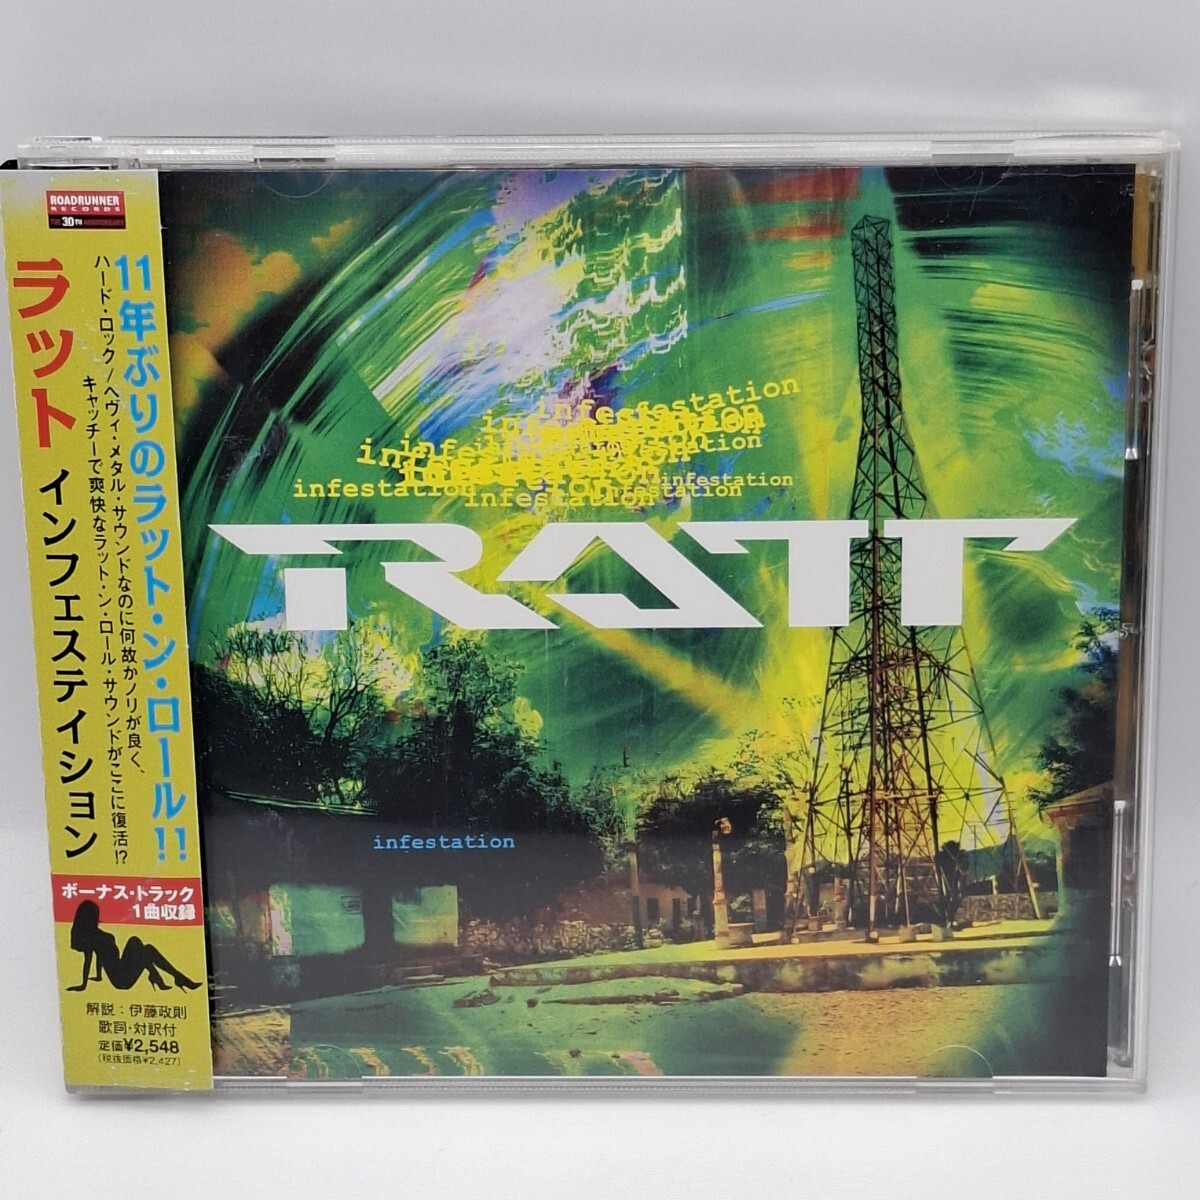 ROADRUNNER
RECORDS
THE 30TH ANNIVERSARY
11年ぶりのラット・ン・ロール!!
ハード・ロック/ヘヴィ・メタル・サウンドなのに何故かノリが良く、
キャッチーで爽快なラット・ン・ロール・サウンドがここに復活!?
ラット
インフェスティション
ボーナス・トラック
1曲収録
解説:伊藤政則
歌詞・対訳付
定価¥2,548
(税抜価格¥2,427)
infestation
infestation
infestation
infestation
infestation
RATT
infestation